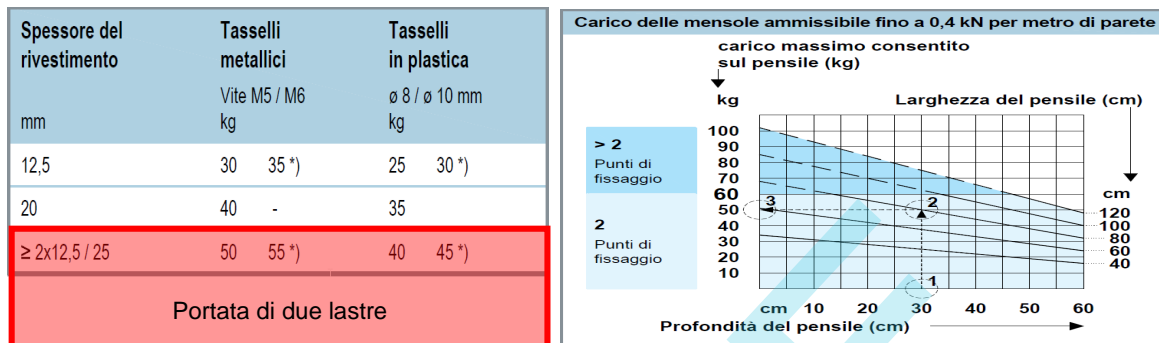 Spessore del rivestimento
Tasselli metallici
Tasselli in plastica
mm
Vite M5 / M6 kg
ø 8 / ø 10 mm kg
12,5 30 35 *) 25 30 *)
20 40 - 35
≥ 2x12,5 / 25 50 55 *) 40 45 *)
Portata di due lastre
Carico delle mensole ammissibile fino a 0,4 kN per metro di parete
carico massimo consentito
sul pensile (kg)
kg
Larghezza del pensile (cm)
> 2
Punti di
fissaggio
2
Punti di
fissaggio
100
90
80
70
60
50
40
30
20
10
3
2
1
cm
120
100
80
60
40
cm 10 20 30 40 50 60
Profondità del pensile (cm)